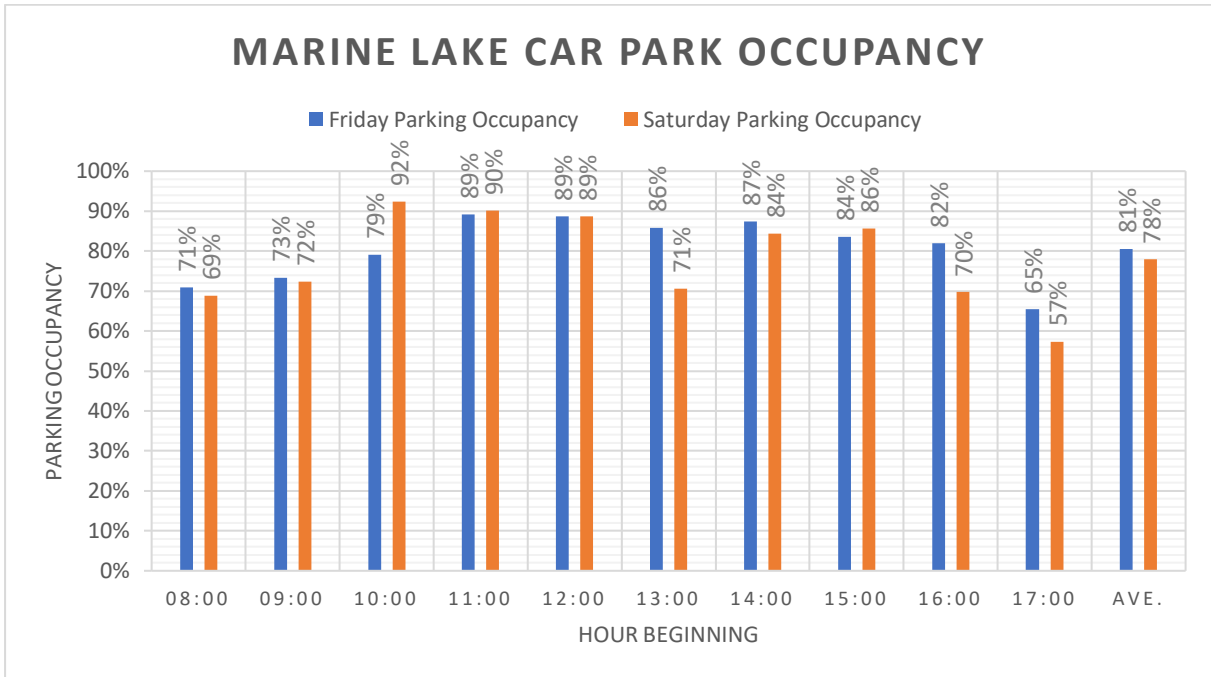 MARINE LAKE CAR PARK OCCUPANCY
Friday Parking Occupancy Saturday Parking Occupancy
100%
90%
80%
70%
60%
50%
40%
30%
20%
10%
0%
PARKING OCCUPANCY
71% 69% 73% 72% 79% 92% 89% 90% 89% 89% 86% 71% 87% 84% 84% 86% 82% 70% 65% 57% 81% 78%
08:00 09:00 10:00 11:00 12:00 13:00 14:00 15:00 16:00 17:00 AVE.
HOUR BEGINNING